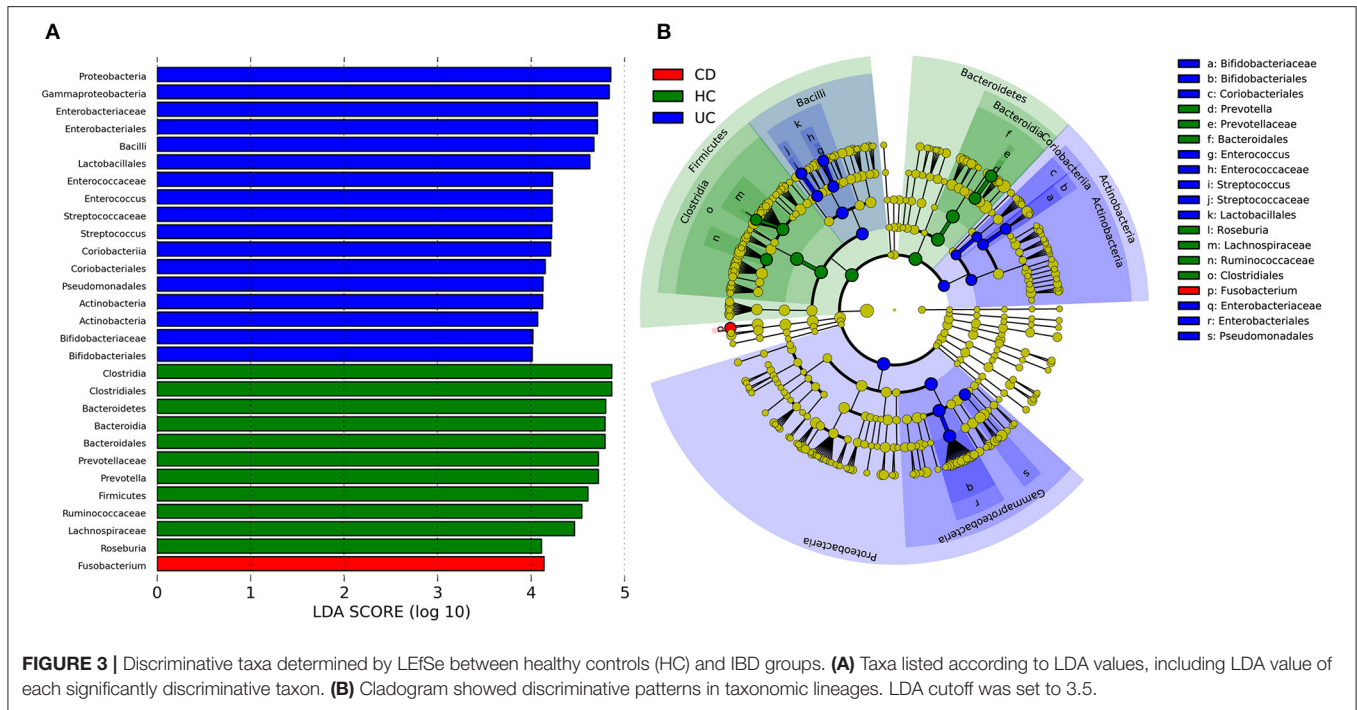 A
Proteobacteria
Gammaproteobacteria
Enterobacteriaceae
Enterobacteriales
Bacilli
Lactobacillales
Enterococcaceae
Enterococcus
Streptococcaceae
Streptococcus
Coriobacteriia
Coriobacteriales
Pseudomonadales
Actinobacteria
Actinobacteria
Bifidobacteriaceae
Bifidobacteriales
Clostridia
Clostridiales
Bacteroidetes
Bacteroidia
Bacteroidales
Prevotellaceae
Prevotella
Firmicutes
Ruminococcaceae
Lachnospiraceae
Roseburia
Fusobacterium
0 1 2 3 4 5
LDA SCORE (log 10)
CD
HC
UC
B
Firmicutes
Clostridia
Bacilli
Bacteroidetes
Bacteroidia
Coriobacteriia
Actinobacteria
Actinobacteria
Gammaproteobacteria
Proteobacteria
k
h
g
j
i
m
l
o
n
f
e
d
c
b
a
p
q
r
s
a: Bifidobacteriaceae
b: Bifidobacteriales
c: Coriobacteriales
d: Prevotella
e: Prevotellaceae
f: Bacteroidales
g: Enterococcus
h: Enterococcaceae
i: Streptococcus
j: Streptococcaceae
k: Lactobacillales
l: Roseburia
m: Lachnospiraceae
n: Ruminococcaceae
o: Clostridiales
p: Fusobacterium
q: Enterobacteriaceae
r: Enterobacteriales
s: Pseudomonadales
FIGURE 3 | Discriminative taxa determined by LEfSe between healthy controls (HC) and IBD groups. (A) Taxa listed according to LDA values, including LDA value of
each significantly discriminative taxon. (B) Cladogram showed discriminative patterns in taxonomic lineages. LDA cutoff was set to 3.5.